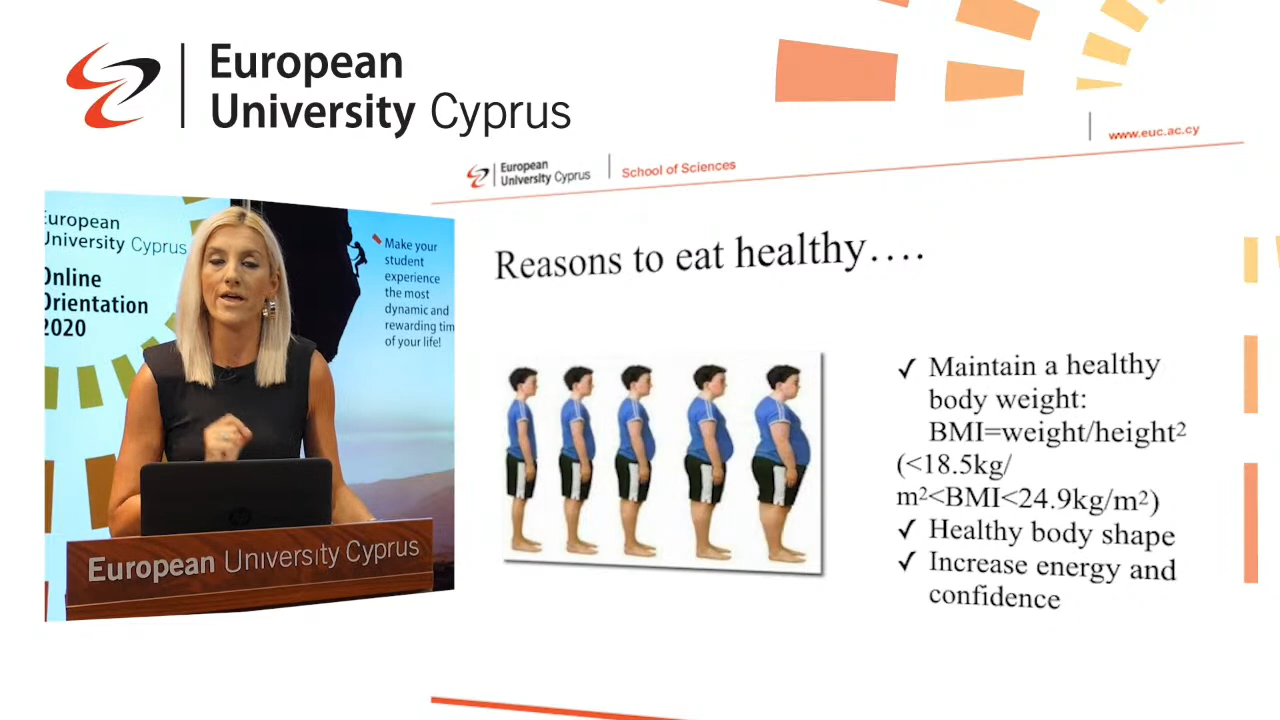 European
University Cyprus
www.euc.ac.cy
European
University Cyprus
School of Sciences
Reasons to eat healthy….
✓ Maintain a healthy
body weight:
BMI=weight/height²
(<18.5kg/
m²<BMI<24.9kg/m²)
✓ Healthy body shape
✓ Increase energy and
confidence
European
University Cyprus
Online
Orientation
2020
Make your
student
experience
the most
dynamic and
rewarding tim
of your life!
European University Cyprus